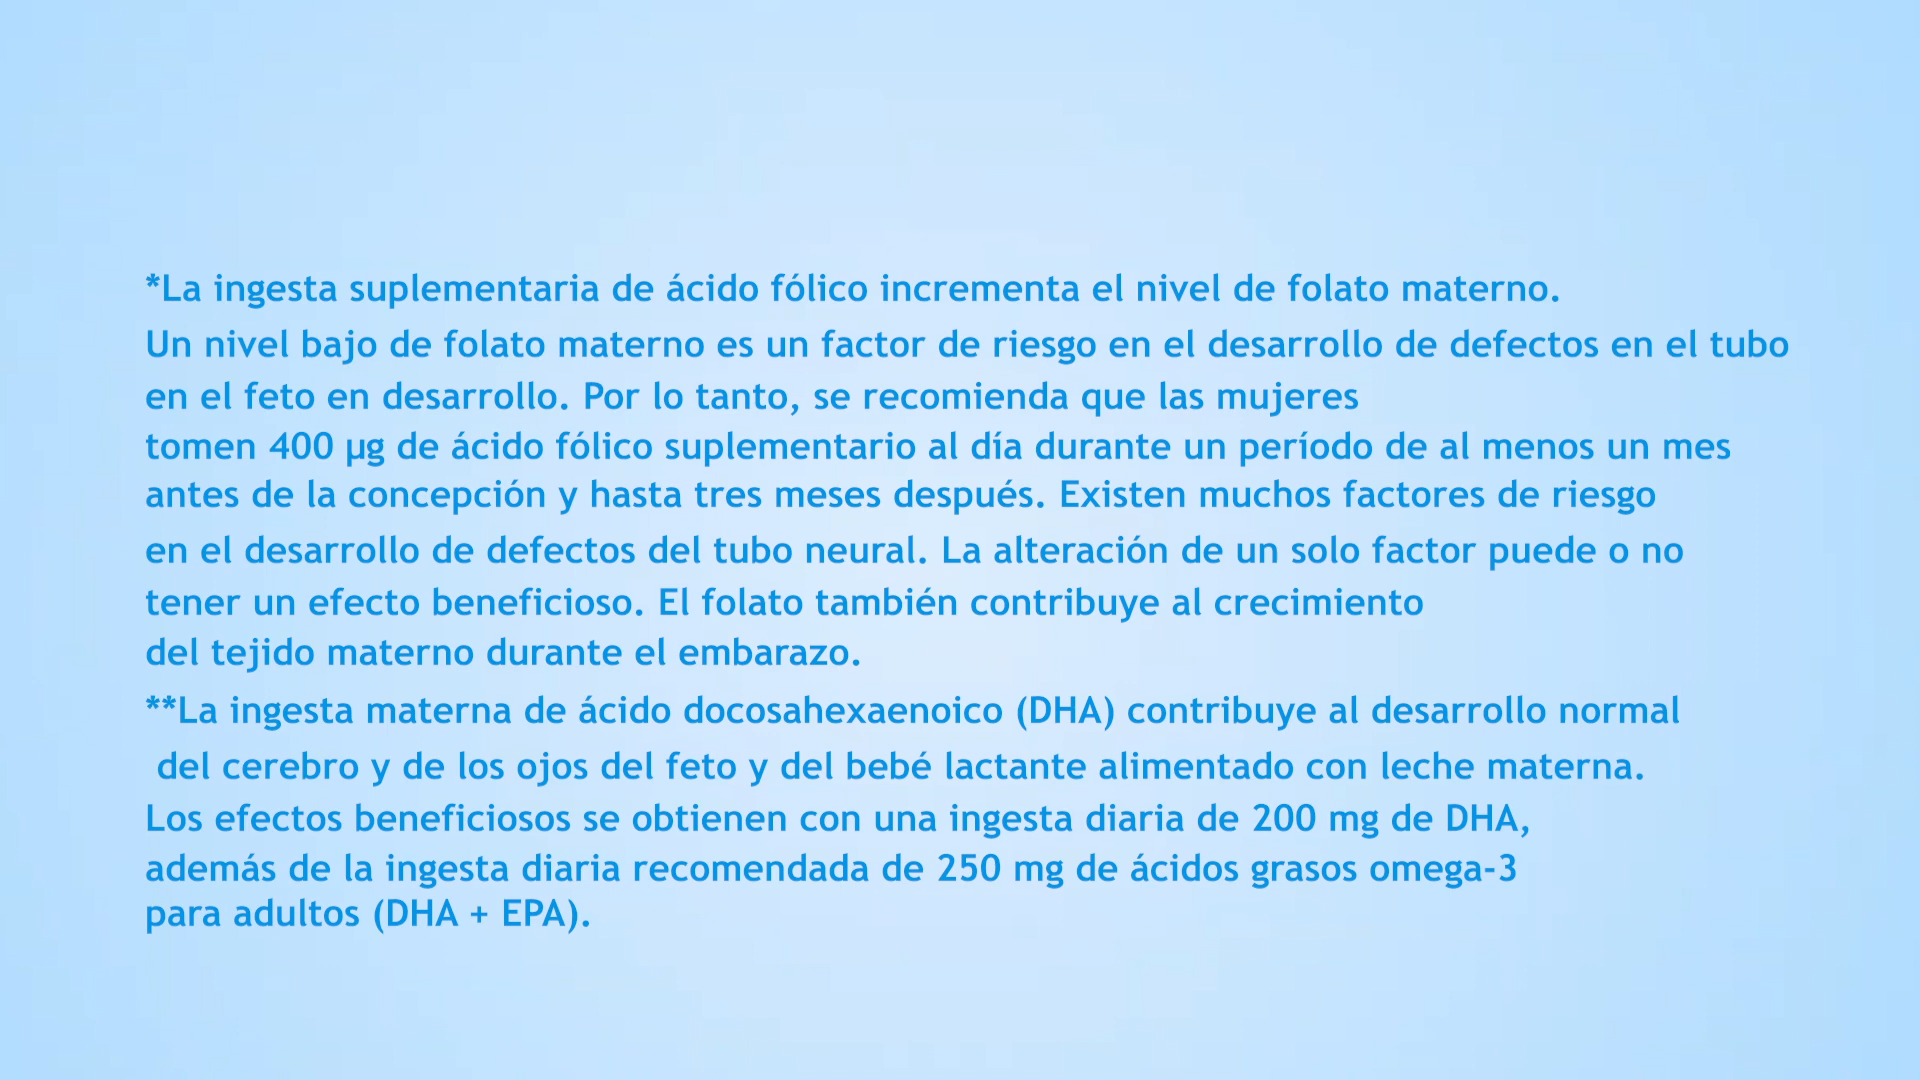 *La ingesta suplementaria de ácido fólico incrementa el nivel de folato materno.
Un nivel bajo de folato materno es un factor de riesgo en el desarrollo de defectos en el tubo
en el feto en desarrollo. Por lo tanto, se recomienda que las mujeres
tomen 400 µg de ácido fólico suplementario al día durante un período de al menos un mes
antes de la concepción y hasta tres meses después. Existen muchos factores de riesgo
en el desarrollo de defectos del tubo neural. La alteración de un solo factor puede o no
tener un efecto beneficioso. El folato también contribuye al crecimiento
del tejido materno durante el embarazo.
**La ingesta materna de ácido docosahexaenoico (DHA) contribuye al desarrollo normal
del cerebro y de los ojos del feto y del bebé lactante alimentado con leche materna.
Los efectos beneficiosos se obtienen con una ingesta diaria de 200 mg de DHA,
además de la ingesta diaria recomendada de 250 mg de ácidos grasos omega-3
para adultos (DHA + EPA).